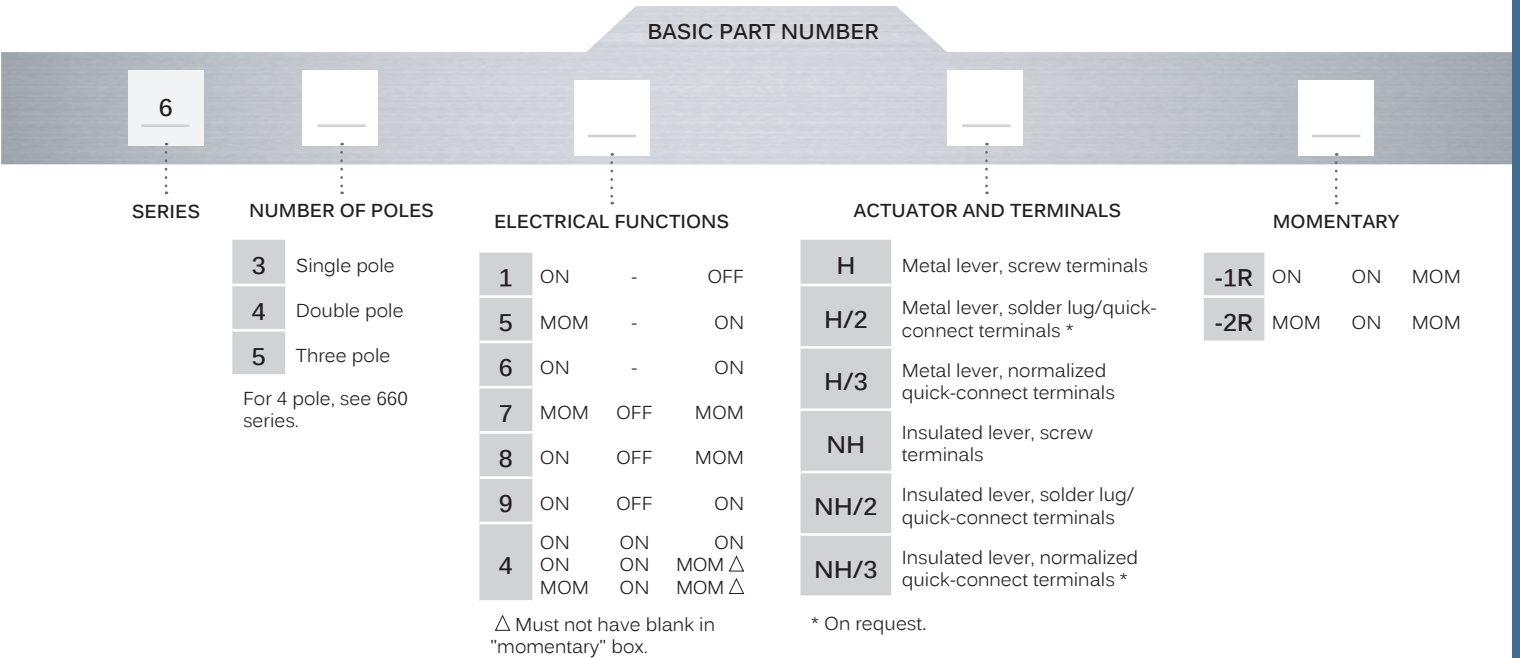 BASIC PART NUMBER
6
SERIES
NUMBER OF POLES
3 Single pole
4 Double pole
5 Three pole
For 4 pole, see 660
series.
ELECTRICAL FUNCTIONS
1 ON - OFF
5 MOM - ON
6 ON - ON
7 MOM OFF MOM
8 ON OFF MOM
9 ON OFF ON
4
ON ON ON
ON ON MOM △
MOM ON MOM △
△ Must not have blank in
"momentary" box.
ACTUATOR AND TERMINALS
H Metal lever, screw terminals
H/2 Metal lever, solder lug/quick-
connect terminals *
H/3 Metal lever, normalized
quick-connect terminals
NH Insulated lever, screw
terminals
NH/2 Insulated lever, solder lug/
quick-connect terminals
NH/3 Insulated lever, normalized
quick-connect terminals *
* On request.
MOMENTARY
-1R ON ON MOM
-2R MOM ON MOM